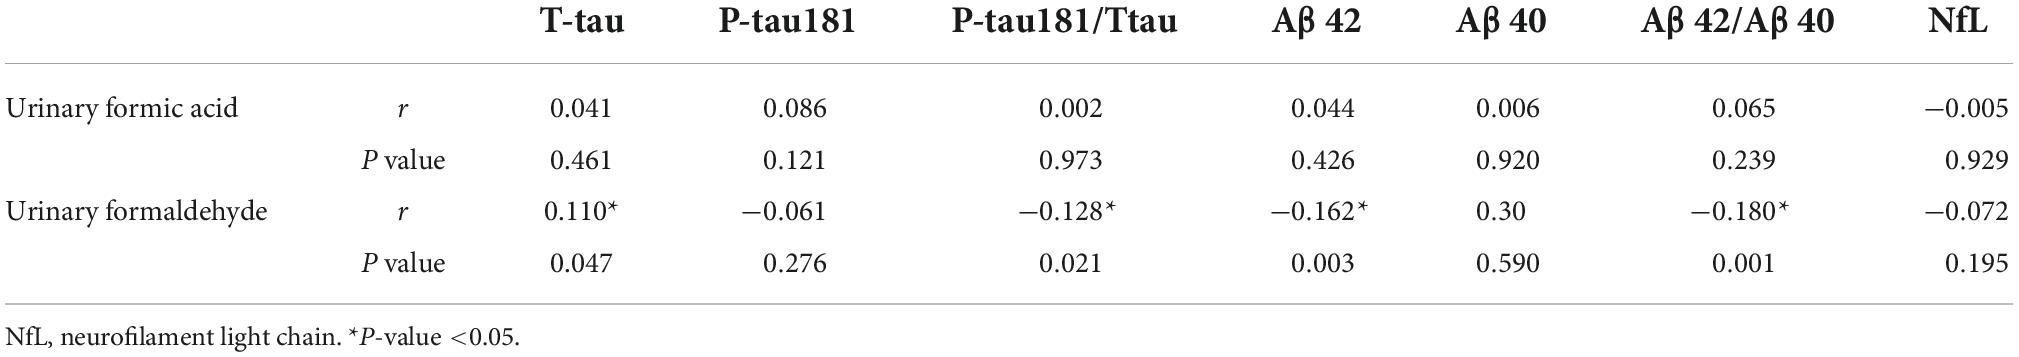 T-tau P-tau181 P-tau181/Ttau Aβ 42 Aβ 40 Aβ 42/Aβ 40 NfL
Urinary formic acid r 0.041 0.086 0.002 0.044 0.006 0.065 −0.005
P value 0.461 0.121 0.973 0.426 0.920 0.239 0.929
Urinary formaldehyde r 0.110* −0.061 −0.128* −0.162* 0.30 −0.180* −0.072
P value 0.047 0.276 0.021 0.003 0.590 0.001 0.195
NfL, neurofilament light chain. *P-value <0.05.